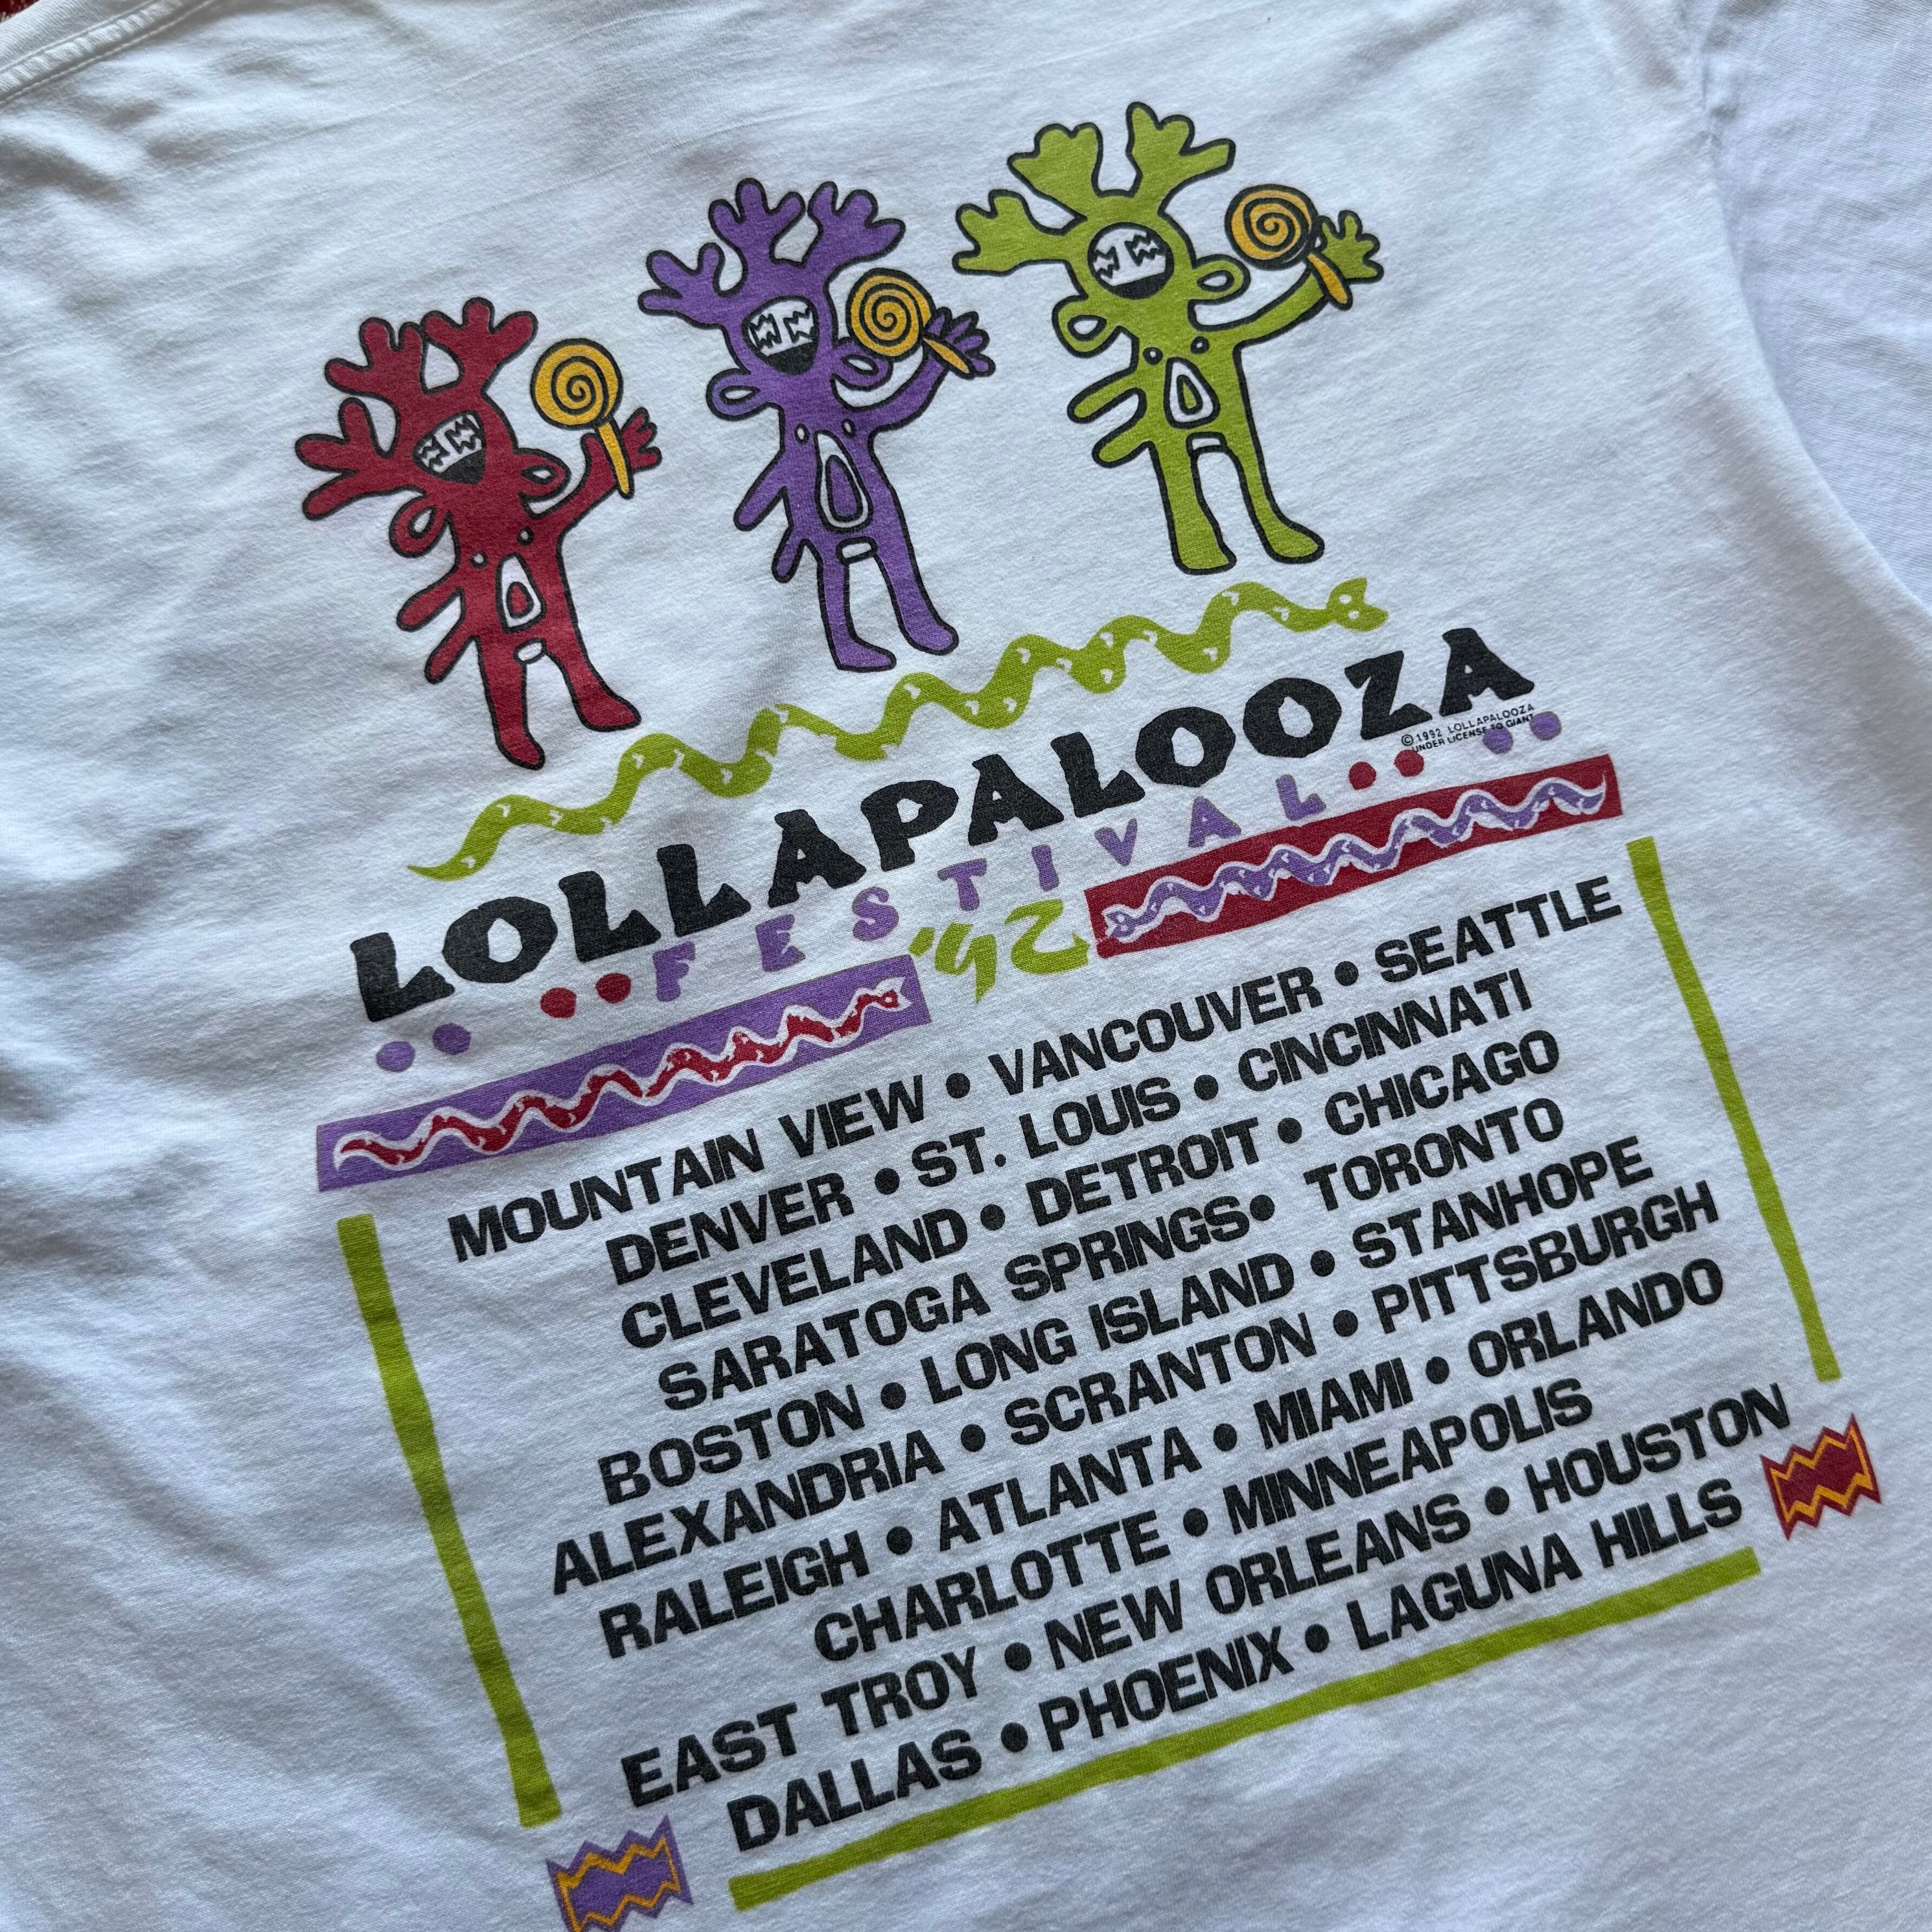 LOLLAPALOOZA
©1992 LOLLAPALOOZA
UNDER LICENSE TO GIANT
FESTIVAL
'92
MOUNTAIN VIEW • VANCOUVER • SEATTLE
DENVER • ST. LOUIS • CINCINNATI
CLEVELAND • DETROIT • CHICAGO
SARATOGA SPRINGS • TORONTO
BOSTON • LONG ISLAND • STANHOPE
ALEXANDRIA • SCRANTON • PITTSBURGH
RALEIGH • ATLANTA • MIAMI • ORLANDO
CHARLOTTE • MINNEAPOLIS
EAST TROY • NEW ORLEANS • HOUSTON
DALLAS • PHOENIX • LAGUNA HILLS